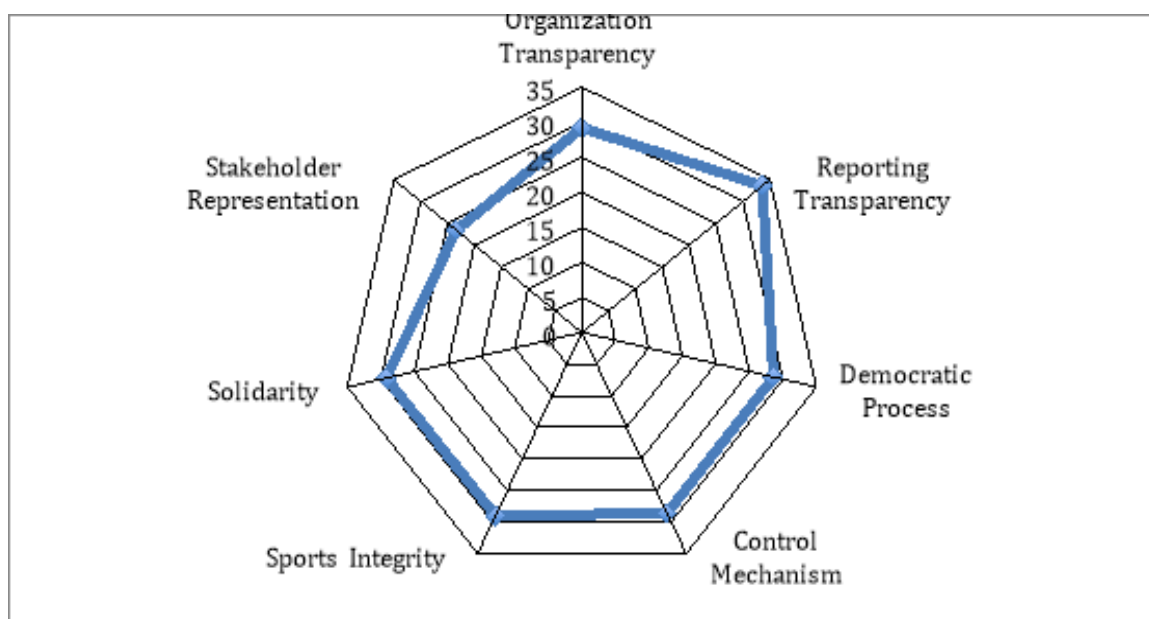 Organization
Transparency
35
30
25
20
15
10
5
0
Stakeholder
Representation
Reporting
Transparency
Solidarity
Democratic
Process
Sports Integrity
Control
Mechanism